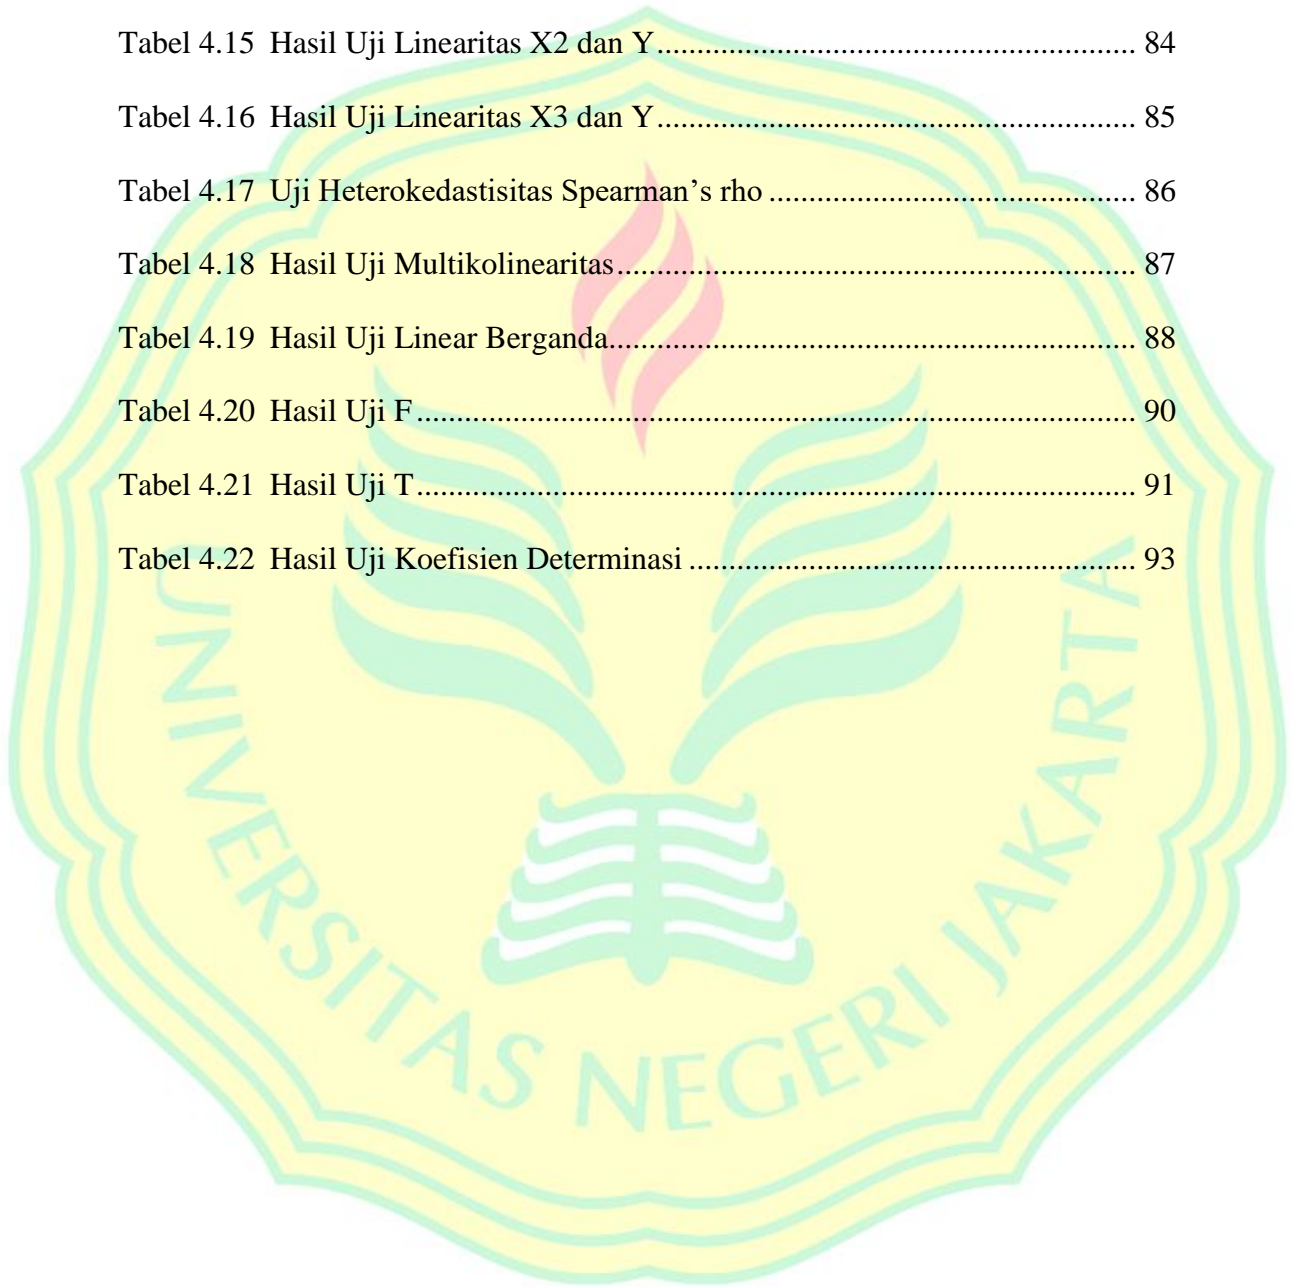 Tabel 4.15 Hasil Uji Linearitas X2 dan Y............................................................ 84
Tabel 4.16 Hasil Uji Linearitas X3 dan Y............................................................ 85
Tabel 4.17 Uji Heterokedastisitas Spearman’s rho .............................................. 86
Tabel 4.18 Hasil Uji Multikolinearitas................................................................. 87
Tabel 4.19 Hasil Uji Linear Berganda.................................................................. 88
Tabel 4.20 Hasil Uji F.......................................................................................... 90
Tabel 4.21 Hasil Uji T.......................................................................................... 91
Tabel 4.22 Hasil Uji Koefisien Determinasi ........................................................ 93
UNIVERSITAS NEGERI JAKARTA